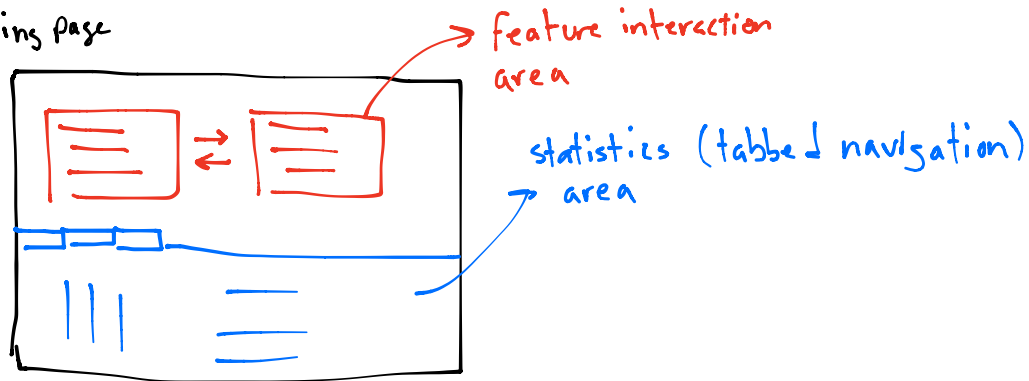 ing page
feature interaction
area
statistics (tabbed navigation)
area